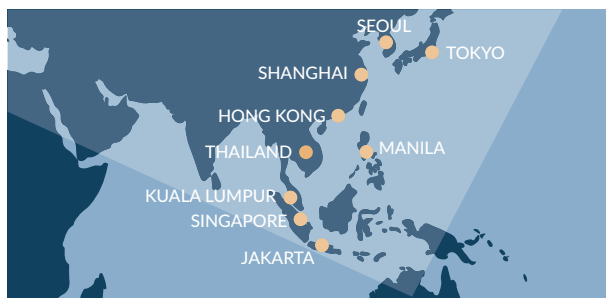 SEOUL
TOKYO
SHANGHAI
HONG KONG
THAILAND
MANILA
KUALA LUMPUR
SINGAPORE
JAKARTA